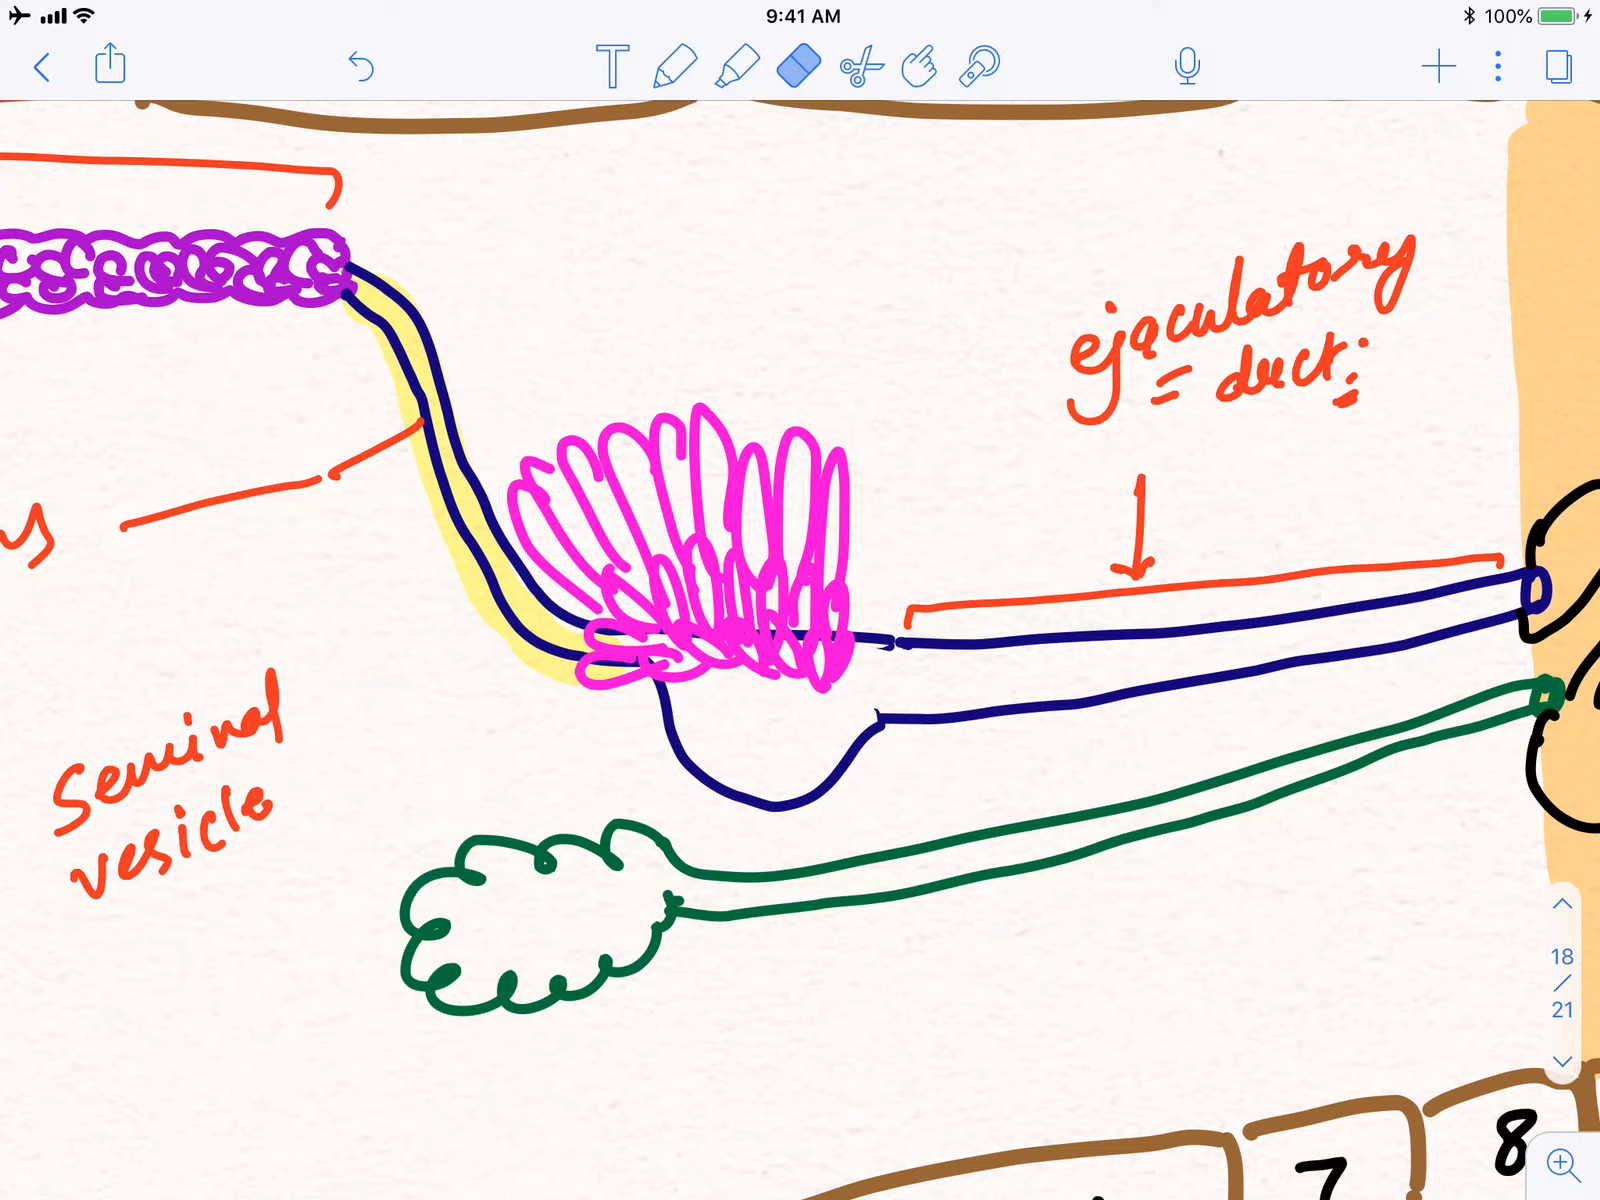 9:41 AM
100%
ejaculatory
duct
Seminal
vesicle
18
/
21
7
8